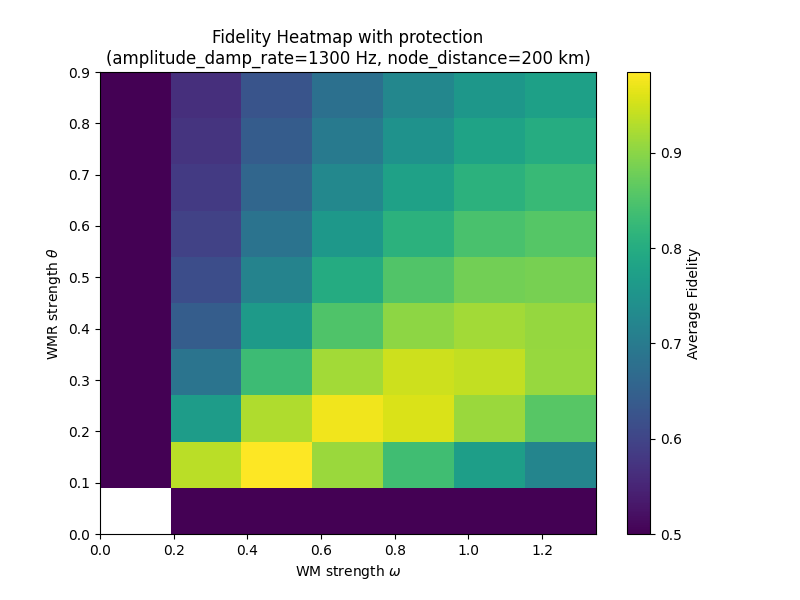 Fidelity Heatmap with protection
(amplitude_damp_rate=1300 Hz, node_distance=200 km)
0.9
0.8
0.7
0.6
0.5
0.4
0.3
0.2
0.1
0.0
WMR strength θ
0.0 0.2 0.4 0.6 0.8 1.0 1.2
WM strength ω
0.9
0.8
0.7
0.6
0.5
Average Fidelity